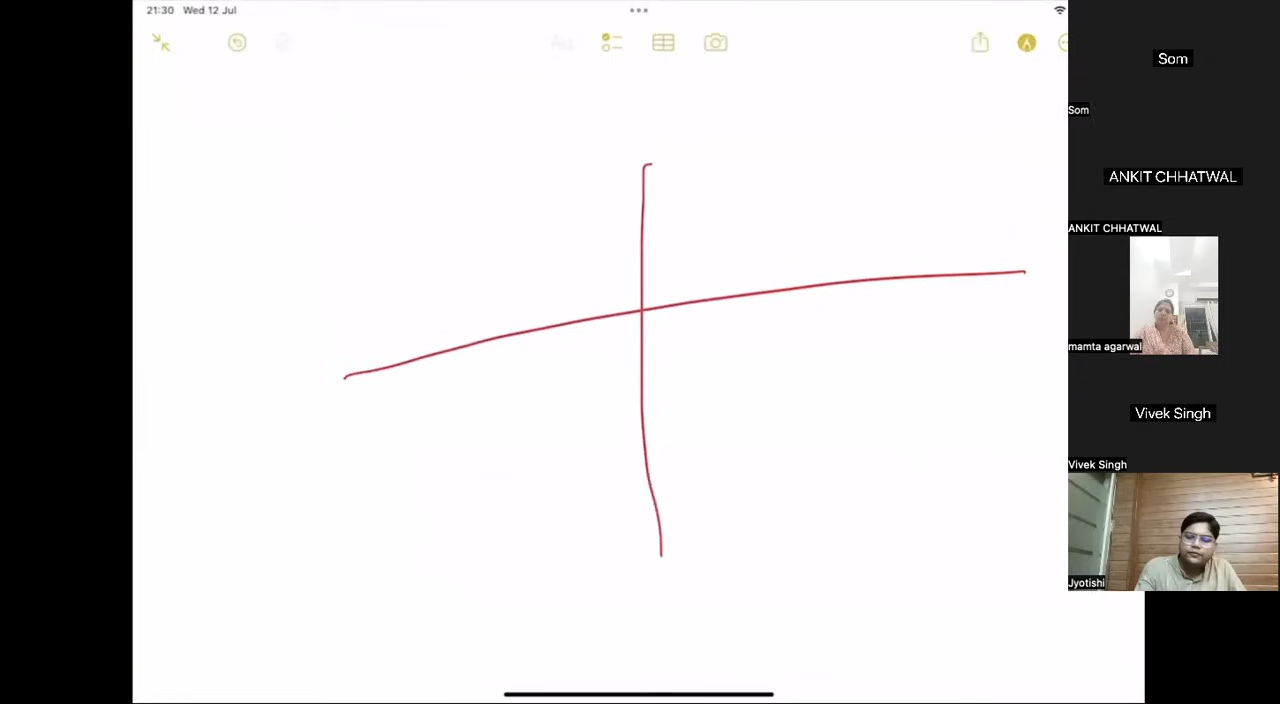 21:30 Wed 12 Jul
Som
Som
ANKIT CHHATWAL
ANKIT CHHATWAL
mamta agarwal
Vivek Singh
Vivek Singh
Jyotishi